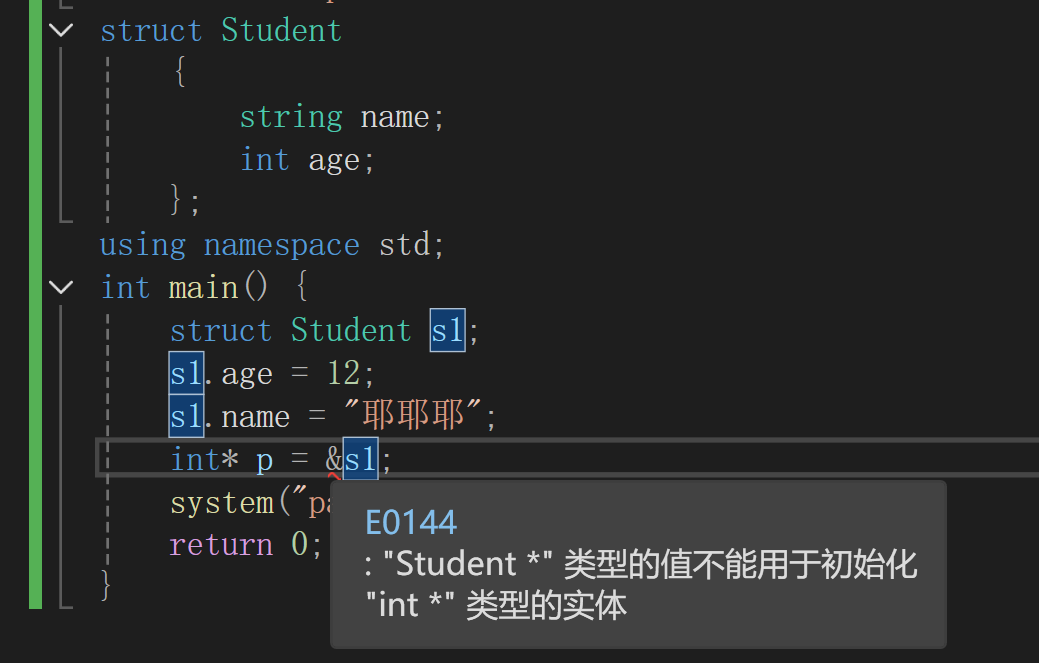 struct Student
{
string name;
int age;
};
using namespace std;
int main() {
struct Student s1;
s1.age = 12;
s1.name = "耶耶耶";
int* p = &s1;
system("pa
return 0;
}
E0144
: "Student *" 类型的值不能用于初始化
"int *" 类型的实体